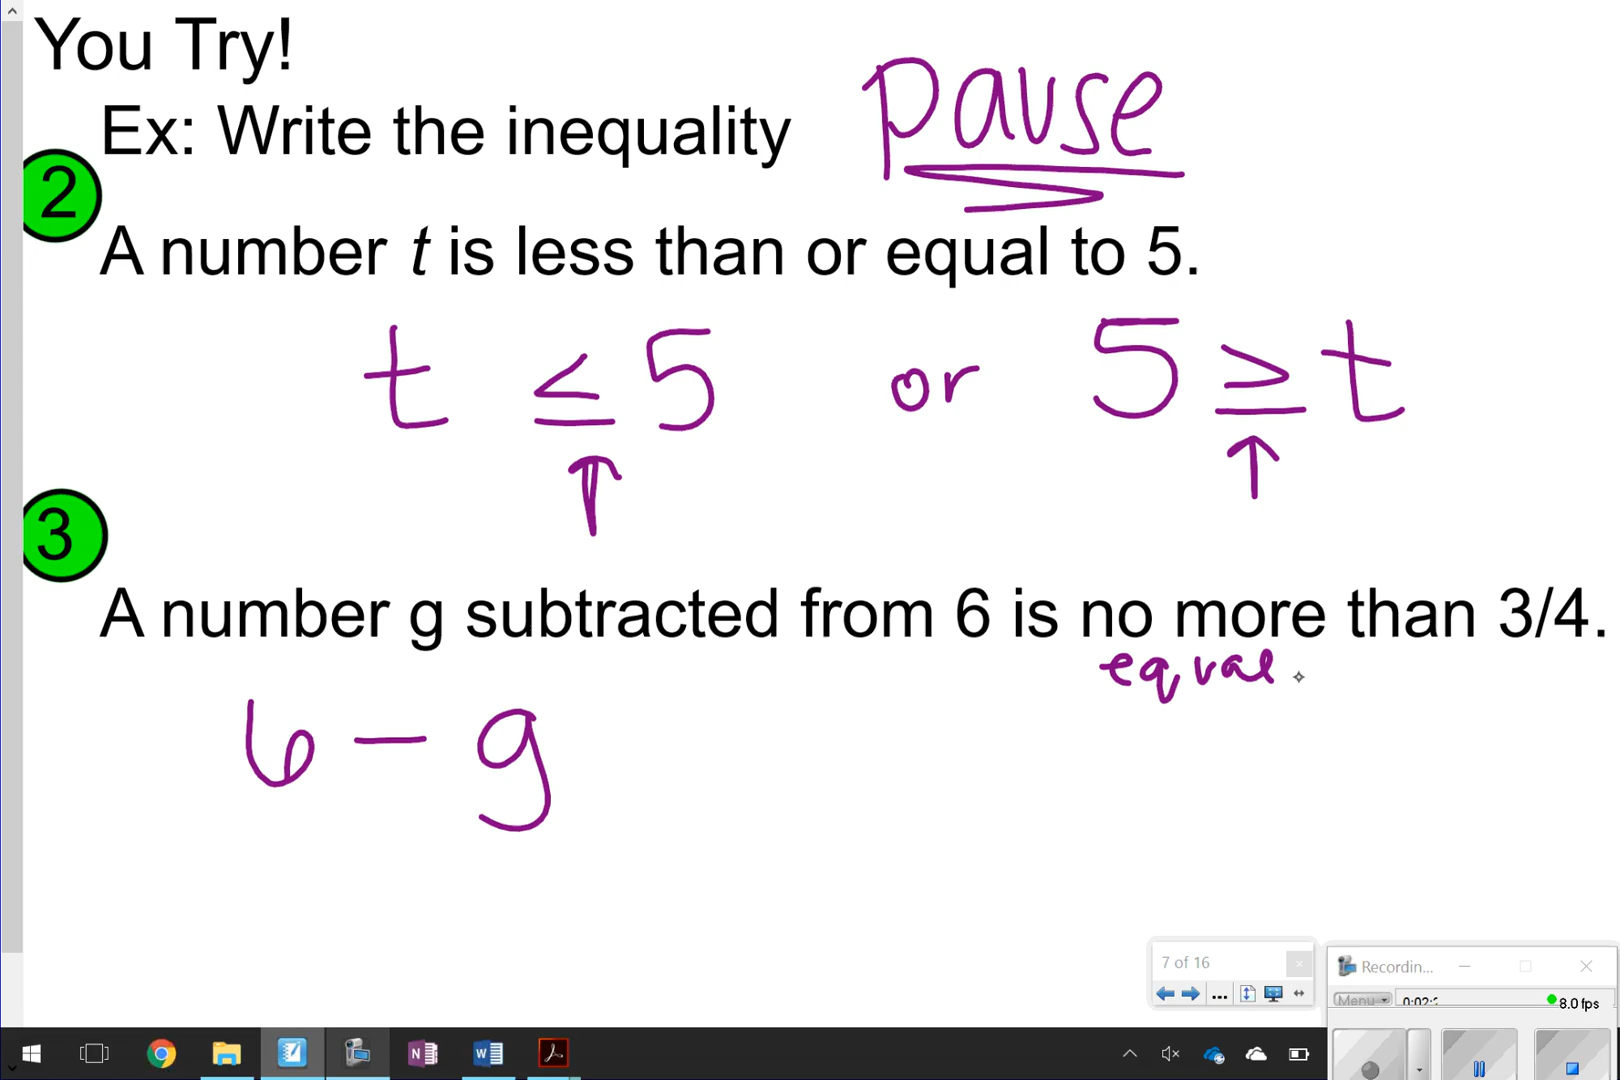 You Try!
Ex: Write the inequality
pause
2
A number t is less than or equal to 5.
t ≤ 5 or 5 ≥ t
3
A number g subtracted from 6 is no more than 3/4.
equal
6 - g
7 of 16
Recordin...
Menu
8.0 fps